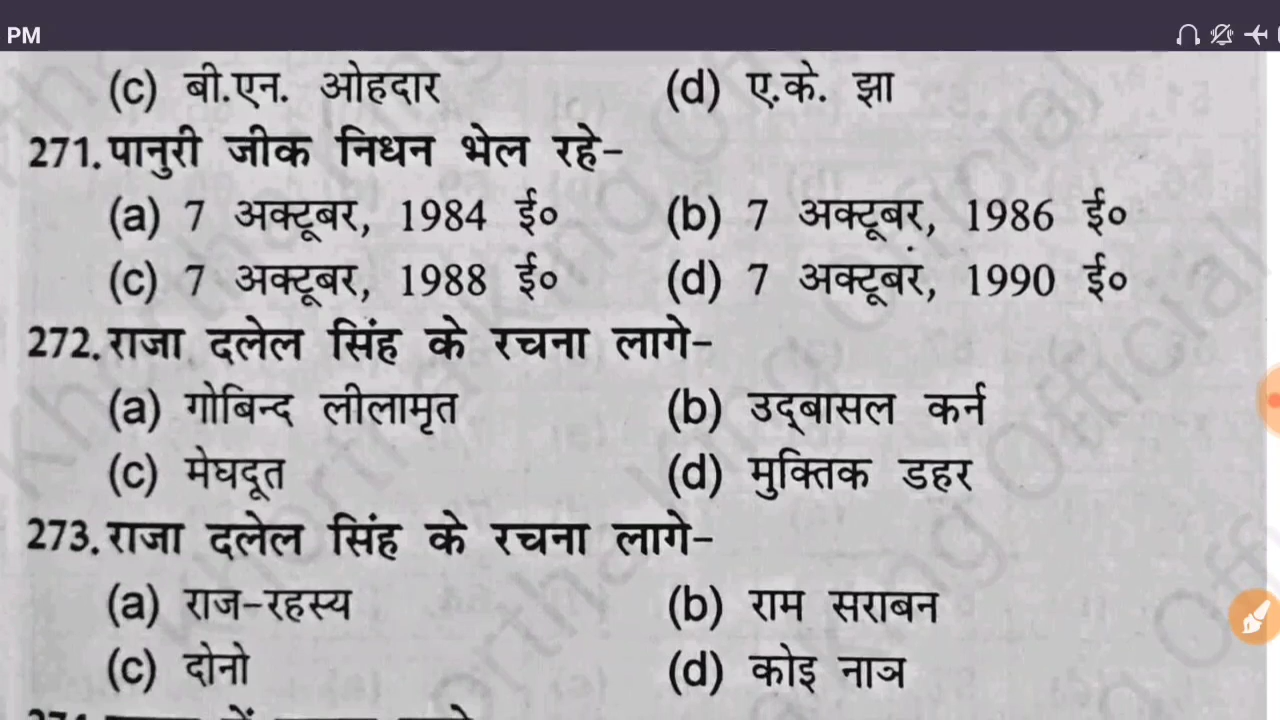 PM
(c) बी.एन. ओहदार (d) ए.के. झा
271. पानुरी जीक निधन भेल रहे-
(a) 7 अक्टूबर, 1984 ई० (b) 7 अक्टूबर, 1986 ई०
(c) 7 अक्टूबर, 1988 ई० (d) 7 अक्टूबर, 1990 ई०
272. राजा दलेल सिंह के रचना लागे-
(a) गोबिन्द लीलामृत (b) उद्बासल कर्न
(c) मेघदूत (d) मुक्तिक डहर
273. राजा दलेल सिंह के रचना लागे-
(a) राज-रहस्य (b) राम सराबन
(c) दोनो (d) कोइ नाञ